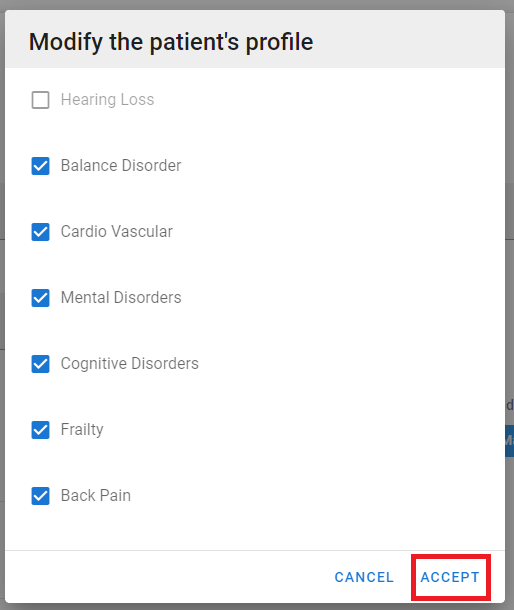 Modify the patient's profile
Hearing Loss
Balance Disorder
Cardio Vascular
Mental Disorders
Cognitive Disorders
d
Frailty
Back Pain
CANCEL ACCEPT